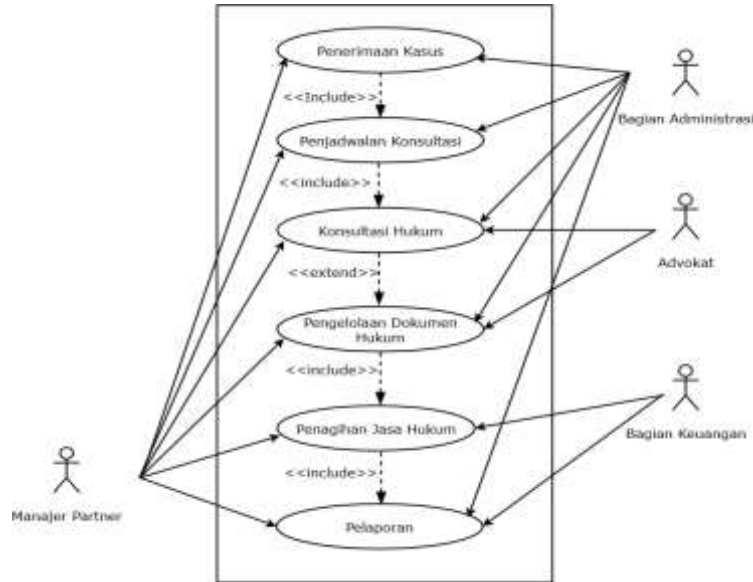 Penerimaan Kasus
<<Include>>
Bagian Administrasi
Penjadwalan Konsultasi
<<include>>
Konsultasi Hukum
Advokat
<<extend>>
Pengelolaan Dokumen
Hukum
<<include>>
Penagihan Jasa Hukum
Bagian Keuangan
<<include>>
Manajer Partner
Pelaporan